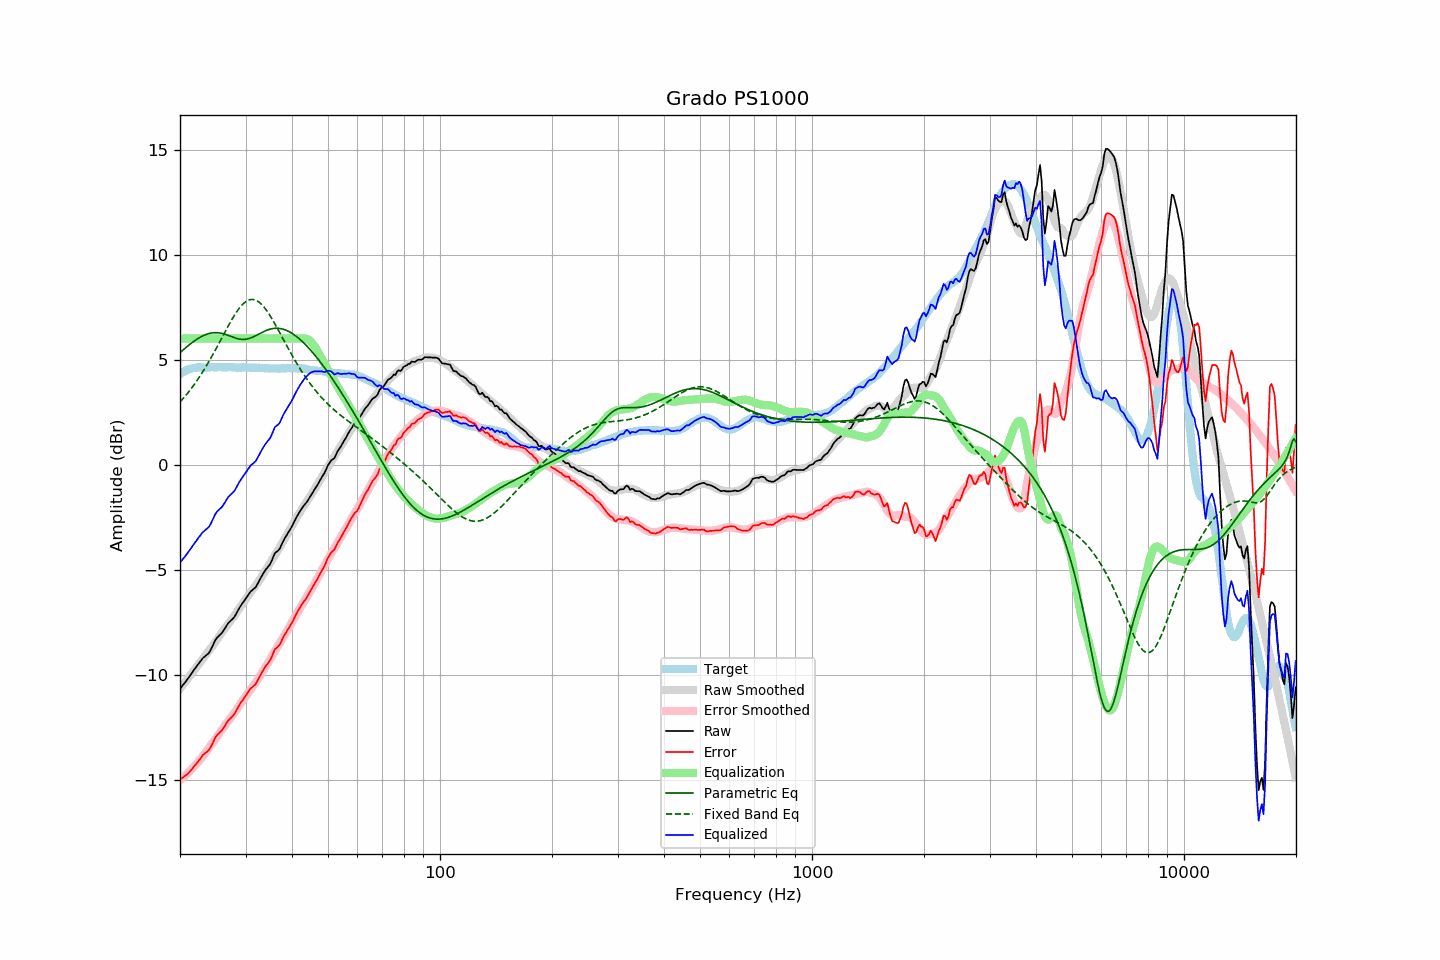 Grado PS1000
Amplitude (dBr)
15
10
5
0
−5
−10
−15
Target
Raw Smoothed
Error Smoothed
Raw
Error
Equalization
Parametric Eq
Fixed Band Eq
Equalized
100
1000
10000
Frequency (Hz)